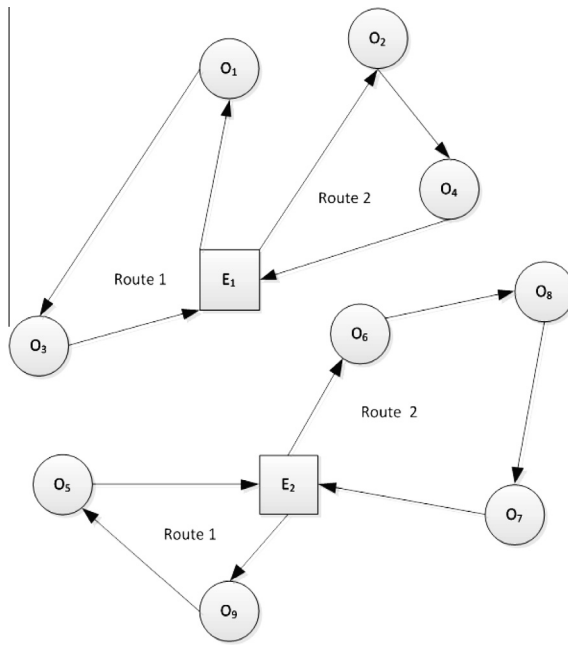 O₁
O₂
O₄
Route 2
Route 1
E₁
O₃
O₈
O₆
Route 2
O₅
E₂
O₇
Route 1
O₉